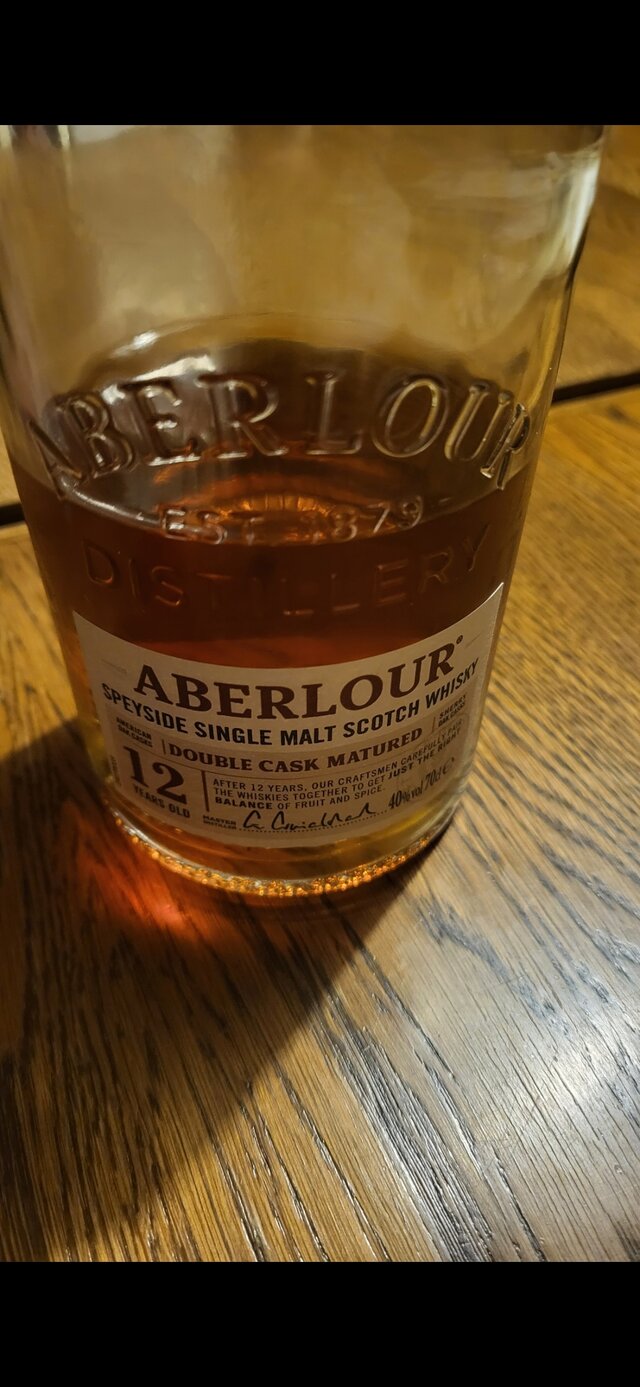 ABERLOUR
EST 1879
DISTILLERY
ABERLOUR®
SPEYSIDE SINGLE MALT SCOTCH WHISKY
AMERICAN
OAK CASKS
DOUBLE CASK MATURED
SHERRY
OAK CASKS
12
YEARS OLD
AFTER 12 YEARS, OUR CRAFTSMEN CAREFULLY PAIR
THE WHISKIES TOGETHER TO GET JUST THE RIGHT
BALANCE OF FRUIT AND SPICE.
MASTER
DISTILLER
40%vol 70cl e